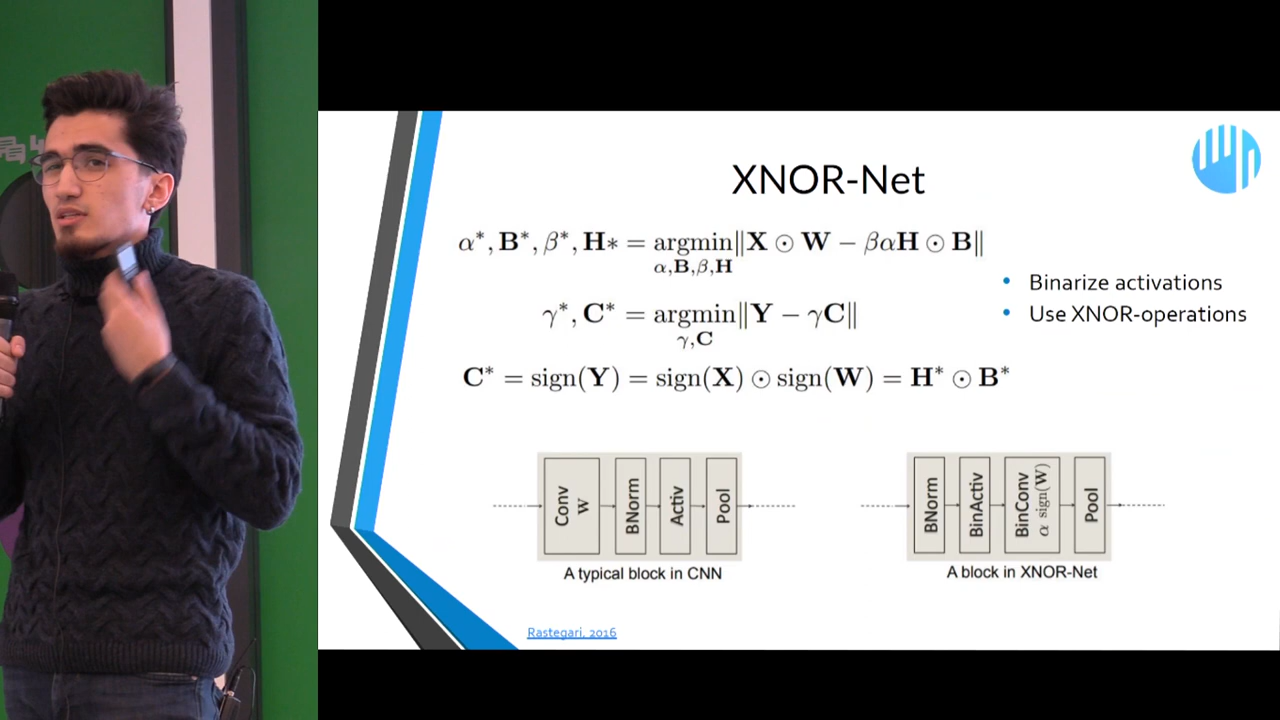 XNOR-Net
α*, B*, β*, H* = argmin‖X ⊙ W − βαH ⊙ B‖
α,B,β,H
γ*, C* = argmin‖Y − γC‖
γ,C
C* = sign(Y) = sign(X) ⊙ sign(W) = H* ⊙ B*
• Binarize activations
• Use XNOR-operations
Conv W
BNorm
Activ
Pool
A typical block in CNN
BNorm
BinActiv
BinConv α sign(W)
Pool
A block in XNOR-Net
Rastegari, 2016